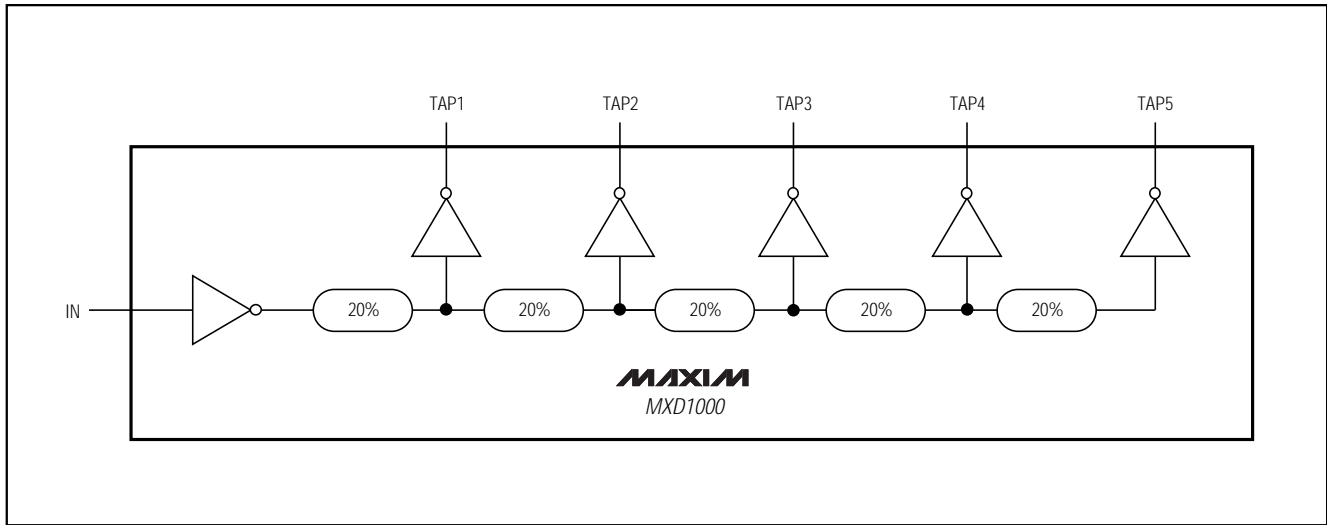 TAP1 TAP2 TAP3 TAP4 TAP5
IN 20% 20% 20% 20% 20%
MAXIM
MXD1000